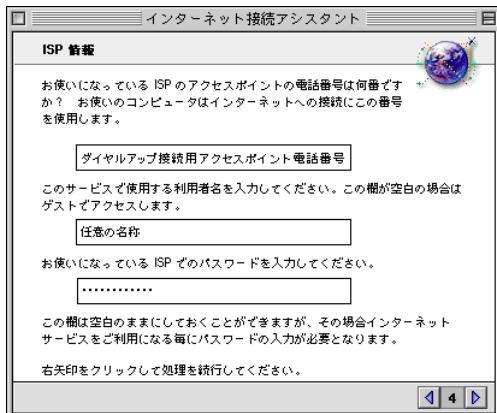 インターネット接続アシスタント
ISP 情報
お使いになっている ISP のアクセスポイントの電話番号は何番です
か？ お使いのコンピュータはインターネットへの接続にこの番号
を使用します。
ダイヤルアップ接続用アクセスポイント電話番号
このサービスで使用する利用者名を入力してください。この欄が空白の場合は
ゲストでアクセスします。
任意の名称
お使いになっている ISP でのパスワードを入力してください。
••••••••••••
この欄は空白のままにしておくことができますが、その場合インターネット
サービスをご利用になる毎にパスワードの入力が必要となります。
右矢印をクリックして処理を続行してください。
4